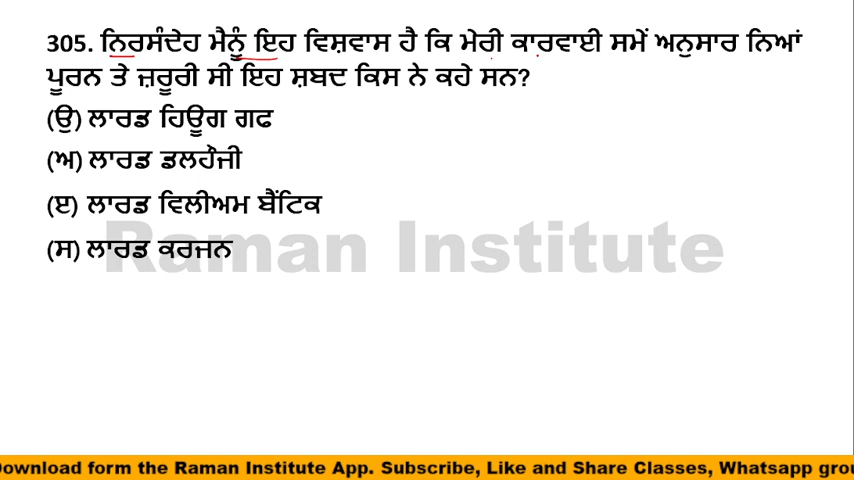 305. ਨਿਰਸੰਦੇਹ ਮੈਨੂੰ ਇਹ ਵਿਸ਼ਵਾਸ ਹੈ ਕਿ ਮੇਰੀ ਕਾਰਵਾਈ ਸਮੇਂ ਅਨੁਸਾਰ ਨਿਆਂ
ਪੂਰਨ ਤੇ ਜ਼ਰੂਰੀ ਸੀ ਇਹ ਸ਼ਬਦ ਕਿਸ ਨੇ ਕਹੇ ਸਨ?
(ਉ) ਲਾਰਡ ਹਿਊਗ ਗਫ
(ਅ) ਲਾਰਡ ਡਲਹੌਜੀ
(ੲ) ਲਾਰਡ ਵਿਲੀਅਮ ਬੈਂਟਿਕ
(ਸ) ਲਾਰਡ ਕਰਜਨ
Raman Institute
ownload form the Raman Institute App. Subscribe, Like and Share Classes, Whatsapp grou